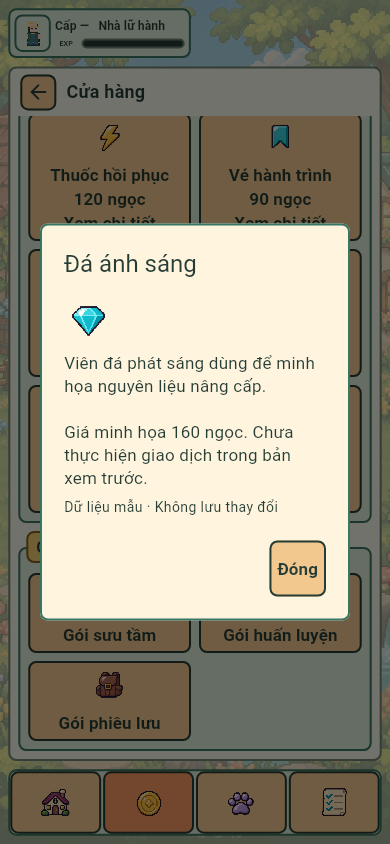 Cấp — Nhà lữ hành
EXP
Cửa hàng
Thuốc hồi phục
120 ngọc
Xem chi tiết
Vé hành trình
90 ngọc
Xem chi tiết
Đá ánh sáng
Viên đá phát sáng dùng để minh
họa nguyên liệu nâng cấp.
Giá minh họa 160 ngọc. Chưa
thực hiện giao dịch trong bản
xem trước.
Dữ liệu mẫu · Không lưu thay đổi
Đóng
Gói sưu tầm
Gói huấn luyện
Gói phiêu lưu